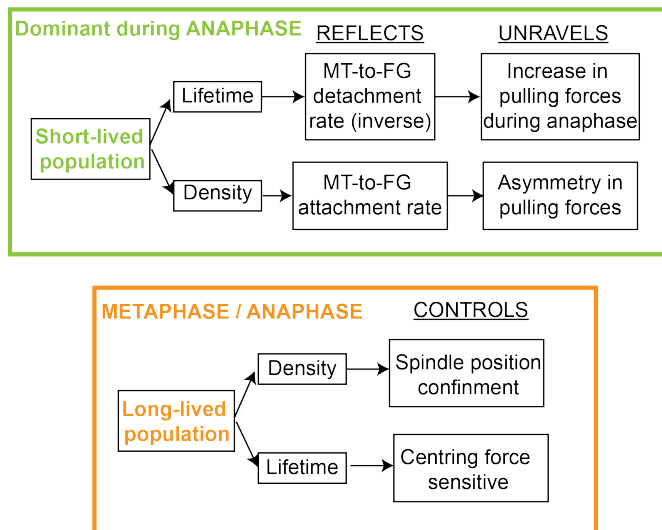 Dominant during ANAPHASE
REFLECTS
UNRAVELS
Short-lived
population
Lifetime
MT-to-FG
detachment
rate (inverse)
Increase in
pulling forces
during anaphase
Density
MT-to-FG
attachment rate
Asymmetry in
pulling forces
METAPHASE / ANAPHASE
CONTROLS
Long-lived
population
Density
Spindle position
confinment
Lifetime
Centring force
sensitive